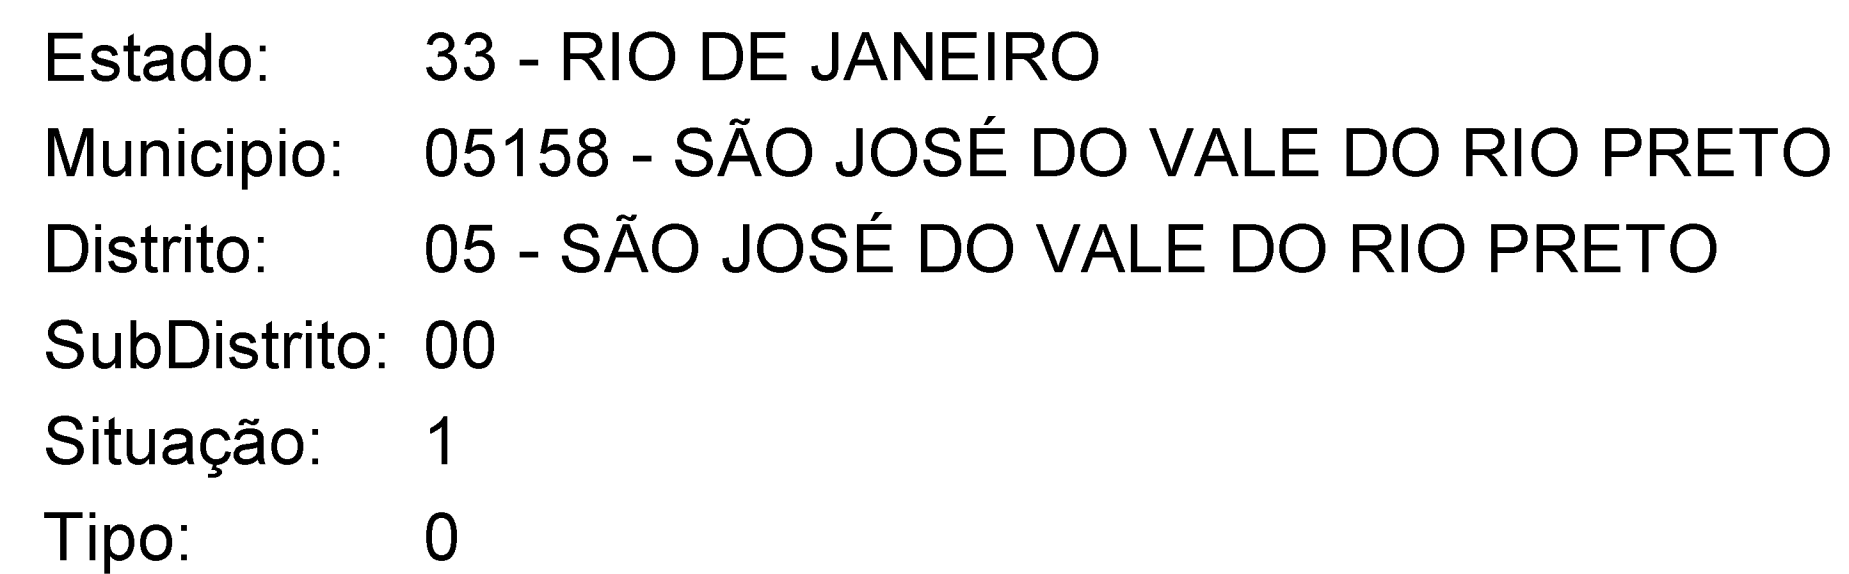 Estado: 33 - RIO DE JANEIRO
Municipio: 05158 - SÃO JOSÉ DO VALE DO RIO PRETO
Distrito: 05 - SÃO JOSÉ DO VALE DO RIO PRETO
SubDistrito: 00
Situação: 1
Tipo: 0